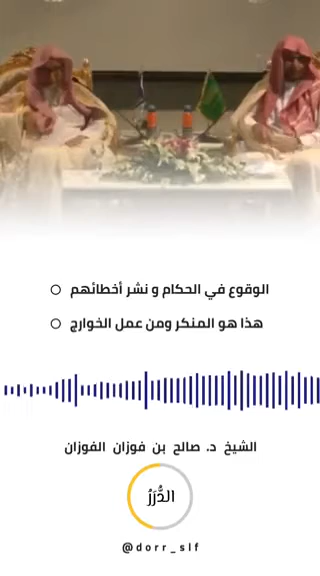 الوقوع في الحكام و نشر أخطائهم
هذا هو المنكر ومن عمل الخوارج
الشيخ د. صالح بن فوزان الفوزان
الدُّرَرُ
@dorr_slf